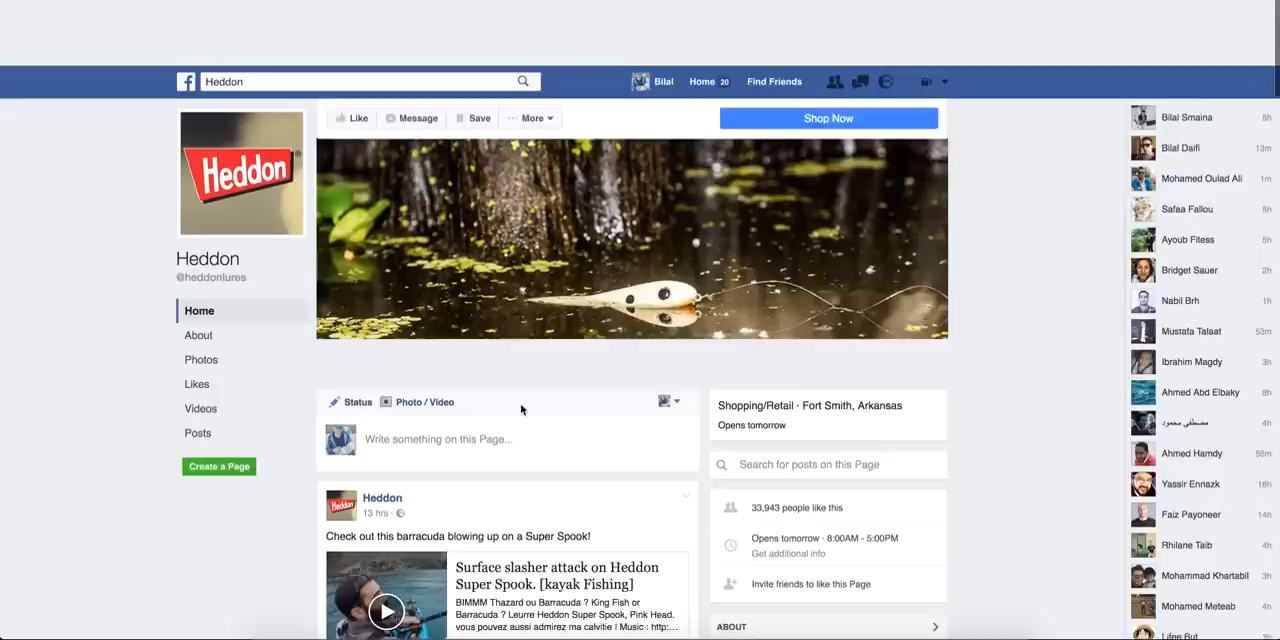 Heddon
Bilal
Home 20
Find Friends
Like
Message
Save
More
Shop Now
Heddon®
Heddon
@heddonlures
Home
About
Photos
Likes
Videos
Posts
Create a Page
Status
Photo / Video
Write something on this Page...
Heddon
13 hrs ·
Check out this barracuda blowing up on a Super Spook!
Surface slasher attack on Heddon
Super Spook. [kayak Fishing]
BIMMM Thazard ou Barracuda ? King Fish or
Barracuda ? Leurre Heddon Super Spook, Pink Head.
vous pouvez aussi admirez ma calvitie ! Music : http:...
Shopping/Retail · Fort Smith, Arkansas
Opens tomorrow
Search for posts on this Page
33,943 people like this
Opens tomorrow · 8:00AM - 5:00PM
Get additional info
Invite friends to like this Page
ABOUT
Bilal Smaina 5h
Bilal Daifi 13m
Mohamed Oulad Ali 1m
Safaa Fallou 5h
Ayoub Fitess 5h
Bridget Sauer 2h
Nabil Brh 1h
Mustafa Talaat 53m
Ibrahim Magdy 3h
Ahmed Abd Elbaky 8h
مصطفى محمود 4h
Ahmed Hamdy 56m
Yassir Ennazk 18h
Faiz Payoneer 14h
Rhilane Taib 4h
Mohammad Khartabil 3h
Mohamed Meteab 4h